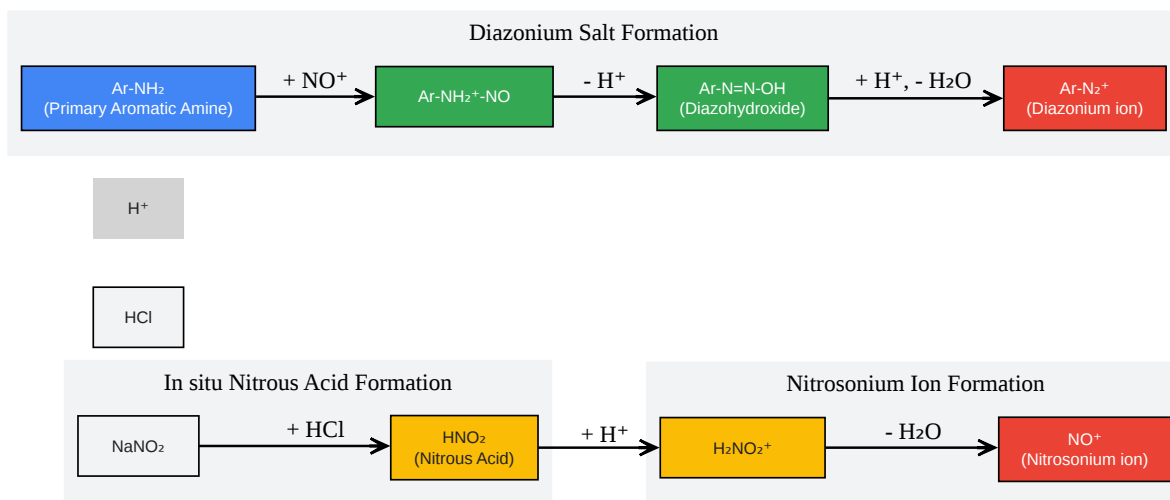 Diazonium Salt Formation
Ar-NH₂
(Primary Aromatic Amine)
+ NO⁺
Ar-NH₂⁺-NO
- H⁺
Ar-N=N-OH
(Diazohydroxide)
+ H⁺, - H₂O
Ar-N₂⁺
(Diazonium ion)
H⁺
HCl
In situ Nitrous Acid Formation
NaNO₂
+ HCl
HNO₂
(Nitrous Acid)
+ H⁺
Nitrosonium Ion Formation
H₂NO₂⁺
- H₂O
NO⁺
(Nitrosonium ion)